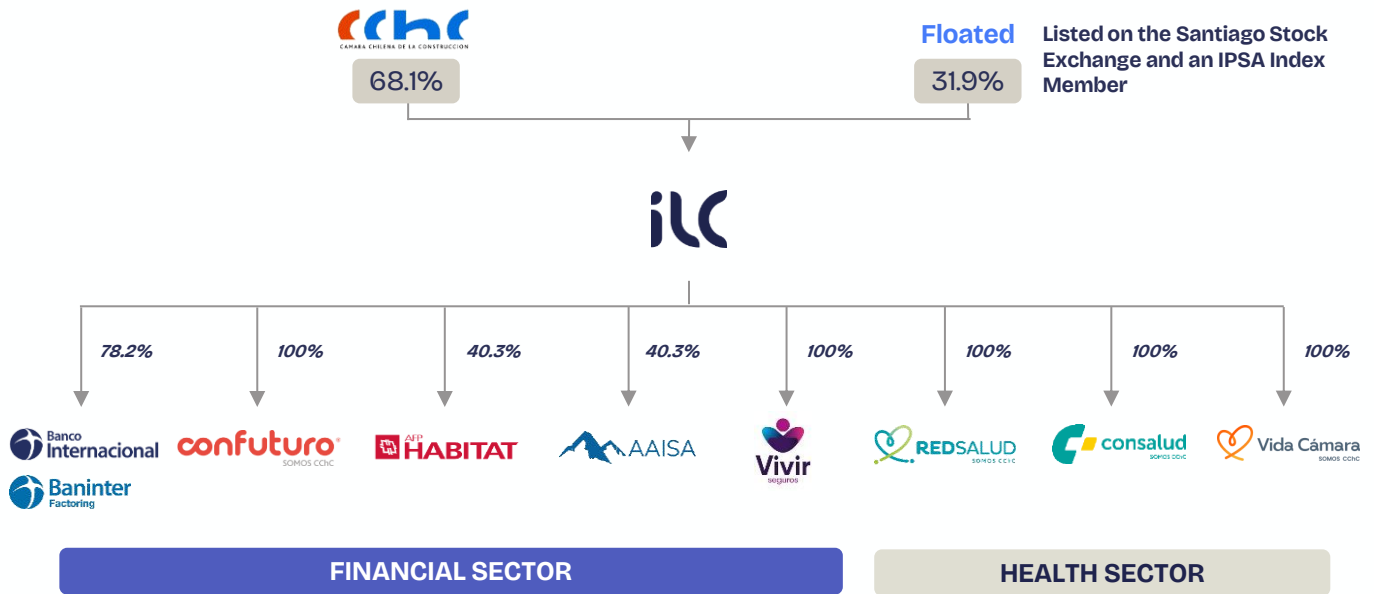 cchc
CAMARA CHILENA DE LA CONSTRUCCION
68.1%
Floated
31.9%
Listed on the Santiago Stock
Exchange and an IPSA Index
Member
ilc
78.2%
100%
40.3%
40.3%
100%
100%
100%
100%
Banco
Internacional
Baninter
Factoring
confuturo
SOMOS CChC
AFP
HABITAT
AAISA
Vivir
seguros
REDSALUD
SOMOS CChC
consalud
SOMOS CChC
Vida Cámara
SOMOS CChC
FINANCIAL SECTOR
HEALTH SECTOR